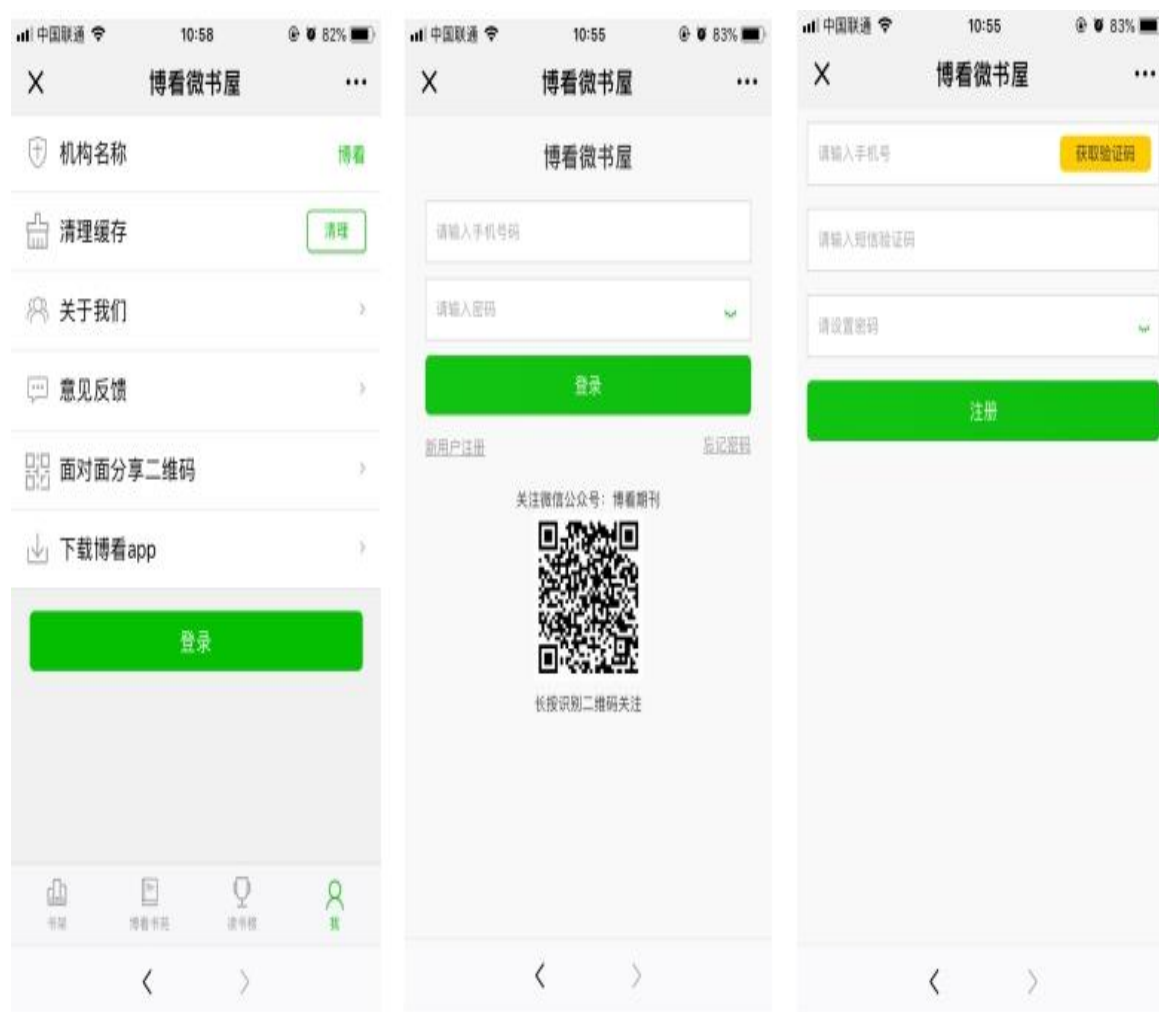 中国联通 10:58 82%
博看微书屋
机构名称 博看
清理缓存 清理
关于我们
意见反馈
面对面分享二维码
下载博看app
登录
书架 博看书苑 读书榜 我
中国联通 10:55 83%
博看微书屋
博看微书屋
请输入手机号码
请输入密码
登录
新用户注册 忘记密码
关注微信公众号：博看期刊
长按识别二维码关注
中国联通 10:55 83%
博看微书屋
请输入手机号 获取验证码
请输入短信验证码
请设置密码
注册